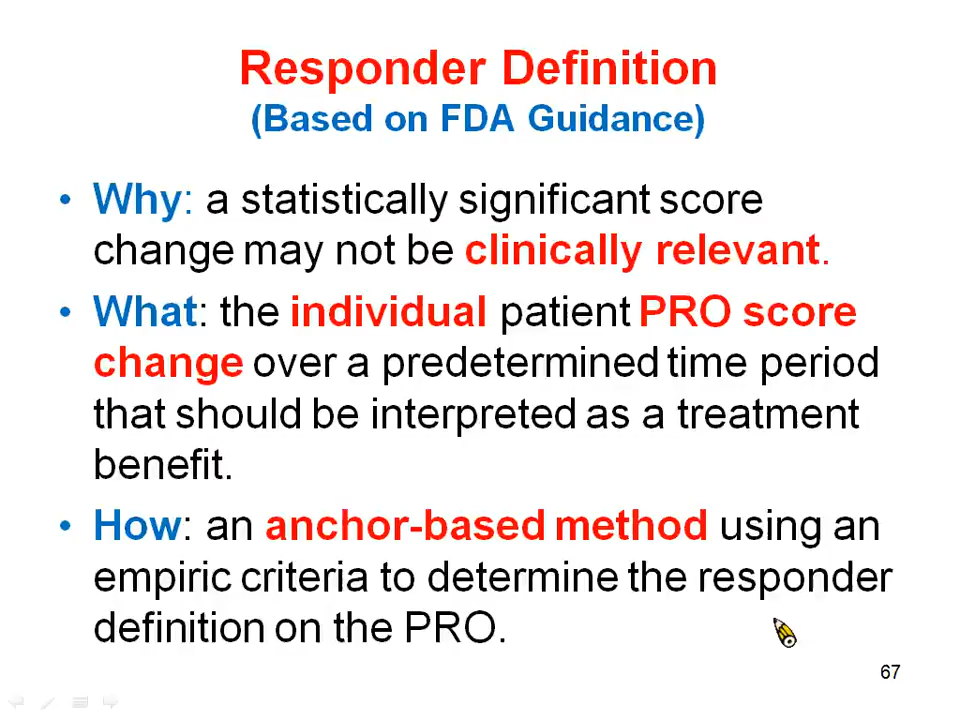 Responder Definition
(Based on FDA Guidance)
• Why: a statistically significant score
change may not be clinically relevant.
• What: the individual patient PRO score
change over a predetermined time period
that should be interpreted as a treatment
benefit.
• How: an anchor-based method using an
empiric criteria to determine the responder
definition on the PRO.
67